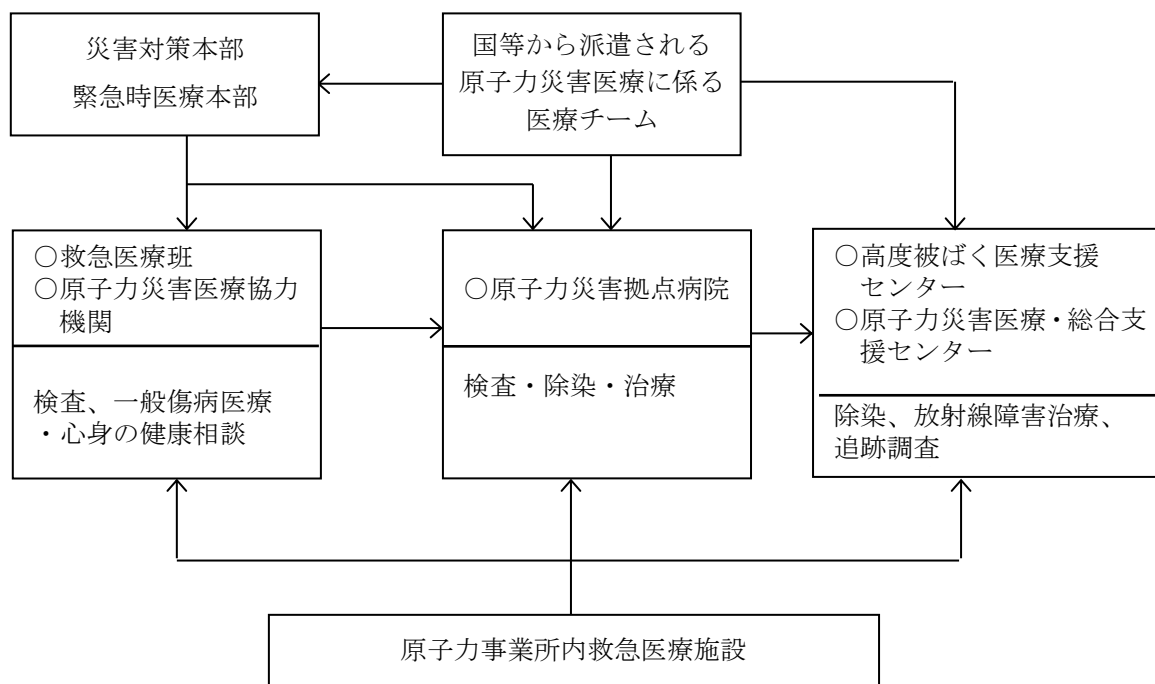 災害対策本部
緊急時医療本部
国等から派遣される
原子力災害医療に係る
医療チーム
○救急医療班
○原子力災害医療協力
機関
検査、一般傷病医療
・心身の健康相談
○原子力災害拠点病院
検査・除染・治療
○高度被ばく医療支援
センター
○原子力災害医療・総合支
援センター
除染、放射線障害治療、
追跡調査
原子力事業所内救急医療施設